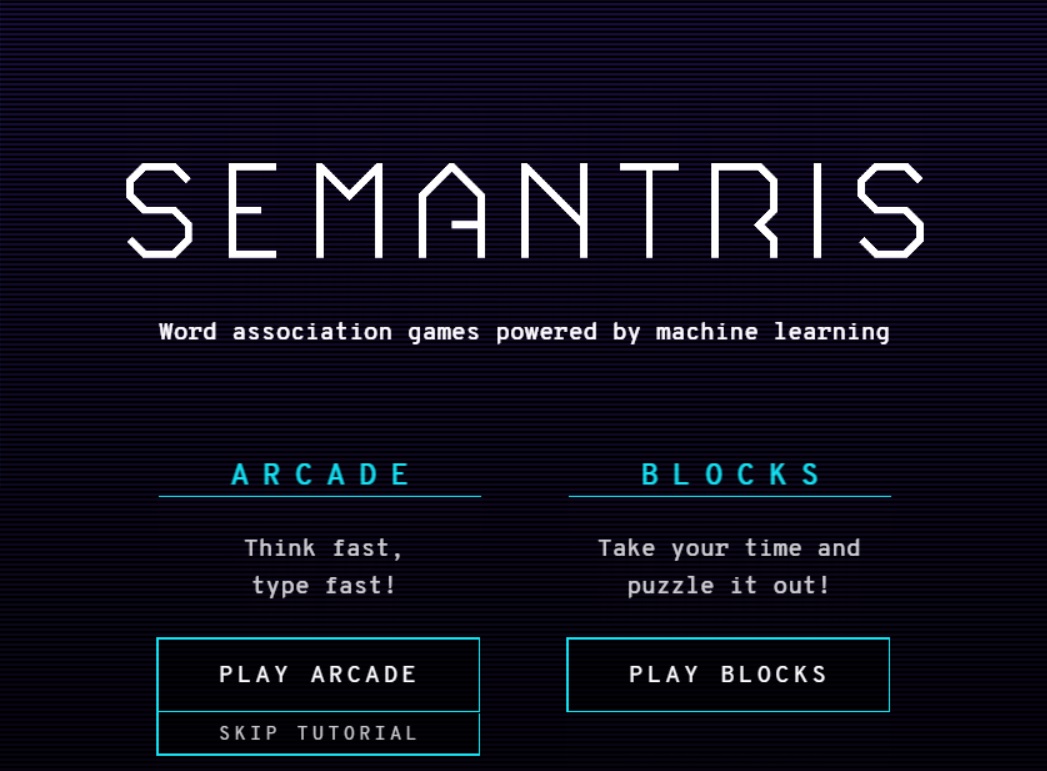 SEMANTRIS
Word association games powered by machine learning
ARCADE
Think fast,
type fast!
PLAY ARCADE
SKIP TUTORIAL
BLOCKS
Take your time and
puzzle it out!
PLAY BLOCKS